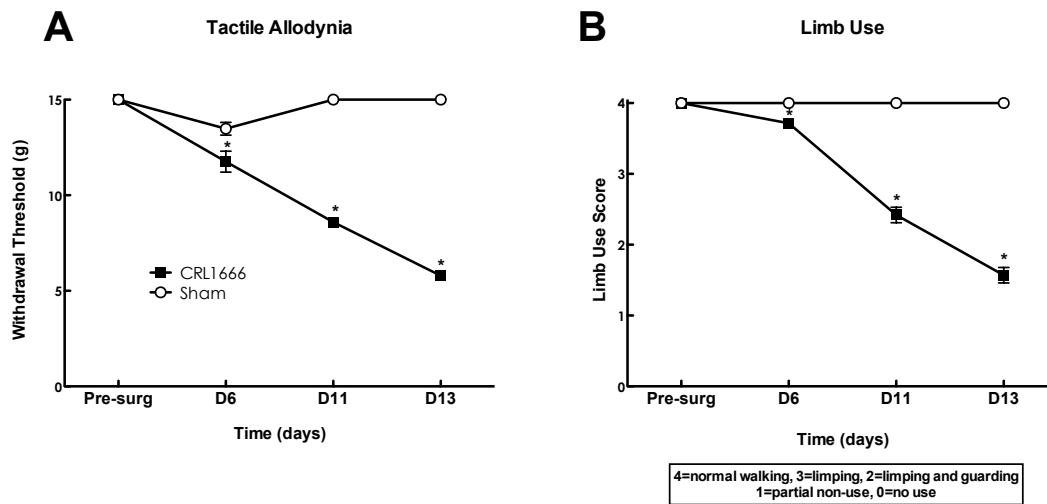 A
Tactile Allodynia
Withdrawal Threshold (g)
15
10
5
0
*
*
*
CRL1666
Sham
Pre-surg D6 D11 D13
Time (days)
B
Limb Use
Limb Use Score
4
3
2
1
0
*
*
*
Pre-surg D6 D11 D13
Time (days)
4=normal walking, 3=limping, 2=limping and guarding
1=partial non-use, 0=no use